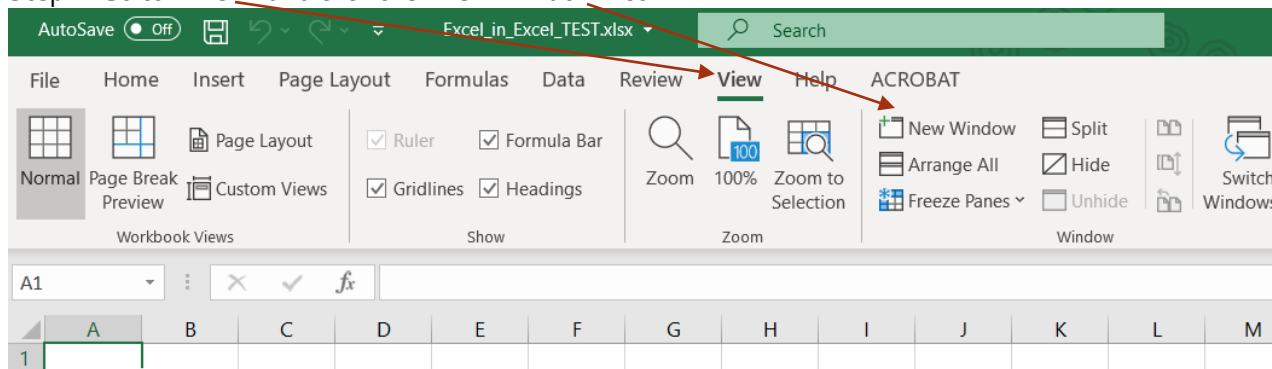 AutoSave Off Excel_in_Excel_TEST.xlsx Search
File Home Insert Page Layout Formulas Data Review View Help ACROBAT
Normal
Page Break
Preview
Page Layout
Custom Views
Workbook Views
Ruler Formula Bar
Gridlines Headings
Show
Zoom
100
100%
Zoom to
Selection
Zoom
New Window
Arrange All
Freeze Panes
Split
Hide
Unhide
Switch
Windows
Window
A1 fx
A B C D E F G H I J K L M
1